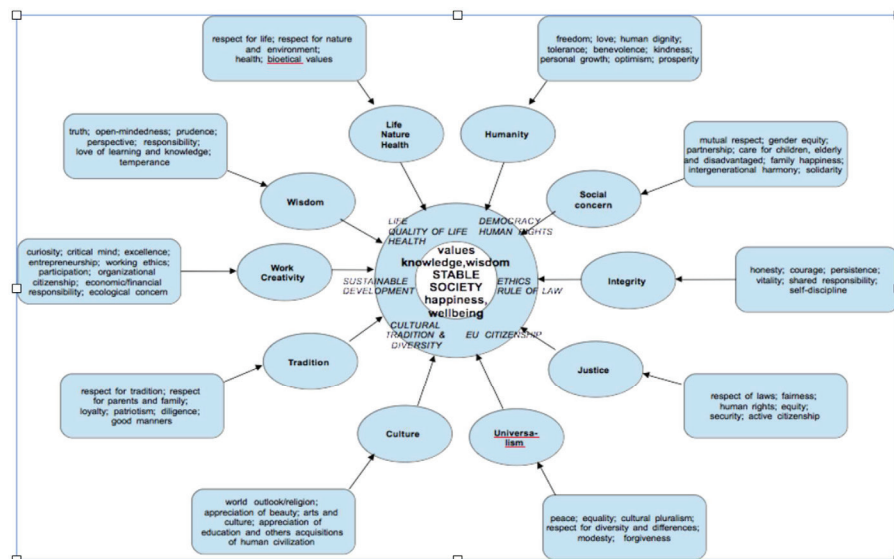 respect for life; respect for nature
and environment;
health; bioetical values
freedom; love; human dignity;
tolerance; benevolence; kindness;
personal growth; optimism; prosperity
Life
Nature
Health
Humanity
truth; open-mindedness; prudence;
perspective; responsibility;
love of learning and knowledge;
temperance
mutual respect; gender equity;
partnership; care for children, elderly
and disadvantaged; family happiness;
intergenerational harmony; solidarity
Wisdom
Social
concern
LIFE
QUALITY OF LIFE
HEALTH
DEMOCRACY
HUMAN RIGHTS
curiosity; critical mind; excellence;
entrepreneurship; working ethics;
participation; organizational
citizenship; economic/financial
responsibility; ecological concern
Work
Creativity
SUSTAINABLE
DEVELOPMENT
values
knowledge,wisdom
STABLE
SOCIETY
happiness,
wellbeing
ETHICS
RULE OF LAW
Integrity
honesty; courage; persistence;
vitality; shared responsibility;
self-discipline
CULTURAL
TRADITION &
DIVERSITY
EU CITIZENSHIP
Tradition
Justice
respect for tradition; respect
for parents and family;
loyalty; patriotism; diligence;
good manners
respect of laws; fairness;
human rights; equity;
security; active citizenship
Culture
Universa-
lism
world outlook/religion;
appreciation of beauty; arts and
culture; appreciation of
education and others acquisitions
of human civilization
peace; equality; cultural pluralism;
respect for diversity and differences;
modesty; forgiveness